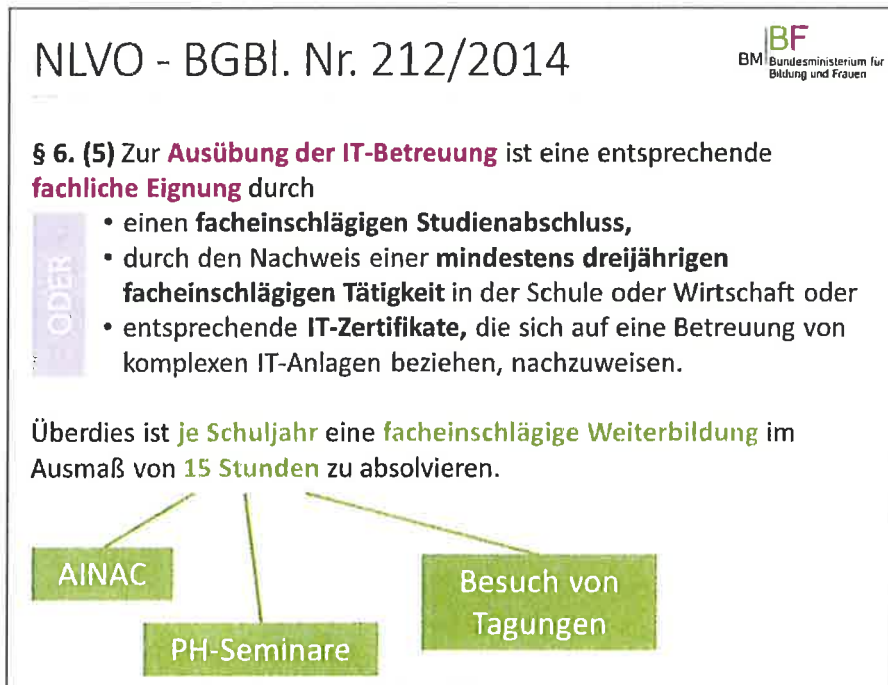 NLVO - BGBl. Nr. 212/2014
BM BF
Bundesministerium für
Bildung und Frauen
§ 6. (5) Zur Ausübung der IT-Betreuung ist eine entsprechende
fachliche Eignung durch
ODER
• einen facheinschlägigen Studienabschluss,
• durch den Nachweis einer mindestens dreijährigen
facheinschlägigen Tätigkeit in der Schule oder Wirtschaft oder
• entsprechende IT-Zertifikate, die sich auf eine Betreuung von
komplexen IT-Anlagen beziehen, nachzuweisen.
Überdies ist je Schuljahr eine facheinschlägige Weiterbildung im
Ausmaß von 15 Stunden zu absolvieren.
AINAC
Besuch von
Tagungen
PH-Seminare